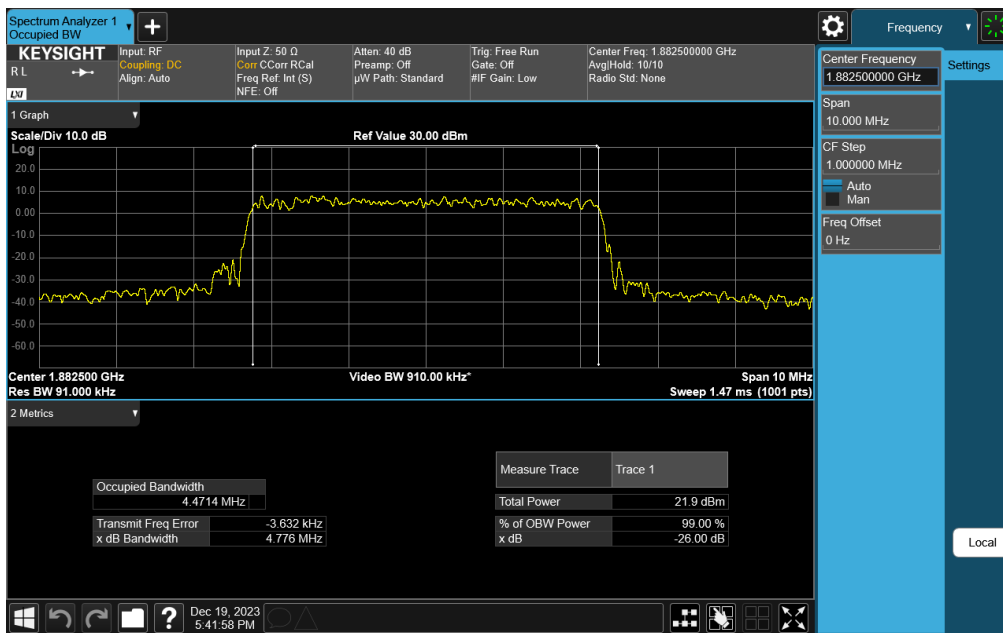 Spectrum Analyzer 1
Occupied BW
Frequency
KEYSIGHT
R L
LXI
Input: RF
Coupling: DC
Align: Auto
Input Z: 50 Ω
Corr CCorr RCal
Freq Ref: Int (S)
NFE: Off
Atten: 40 dB
Preamp: Off
µW Path: Standard
Trig: Free Run
Gate: Off
#IF Gain: Low
Center Freq: 1.882500000 GHz
Avg|Hold: 10/10
Radio Std: None
Center Frequency
1.882500000 GHz
Settings
Span
10.000 MHz
CF Step
1.000000 MHz
Auto
Man
Freq Offset
0 Hz
Local
1 Graph
Scale/Div 10.0 dB
Ref Value 30.00 dBm
Log
20.0
10.0
0.00
-10.0
-20.0
-30.0
-40.0
-50.0
-60.0
Center 1.882500 GHz
Video BW 910.00 kHz*
Span 10 MHz
Res BW 91.000 kHz
Sweep 1.47 ms (1001 pts)
2 Metrics
Measure Trace
Trace 1
Occupied Bandwidth
4.4714 MHz
Total Power
21.9 dBm
Transmit Freq Error
-3.632 kHz
% of OBW Power
99.00 %
x dB Bandwidth
4.776 MHz
x dB
-26.00 dB
?
Dec 19, 2023
5:41:58 PM